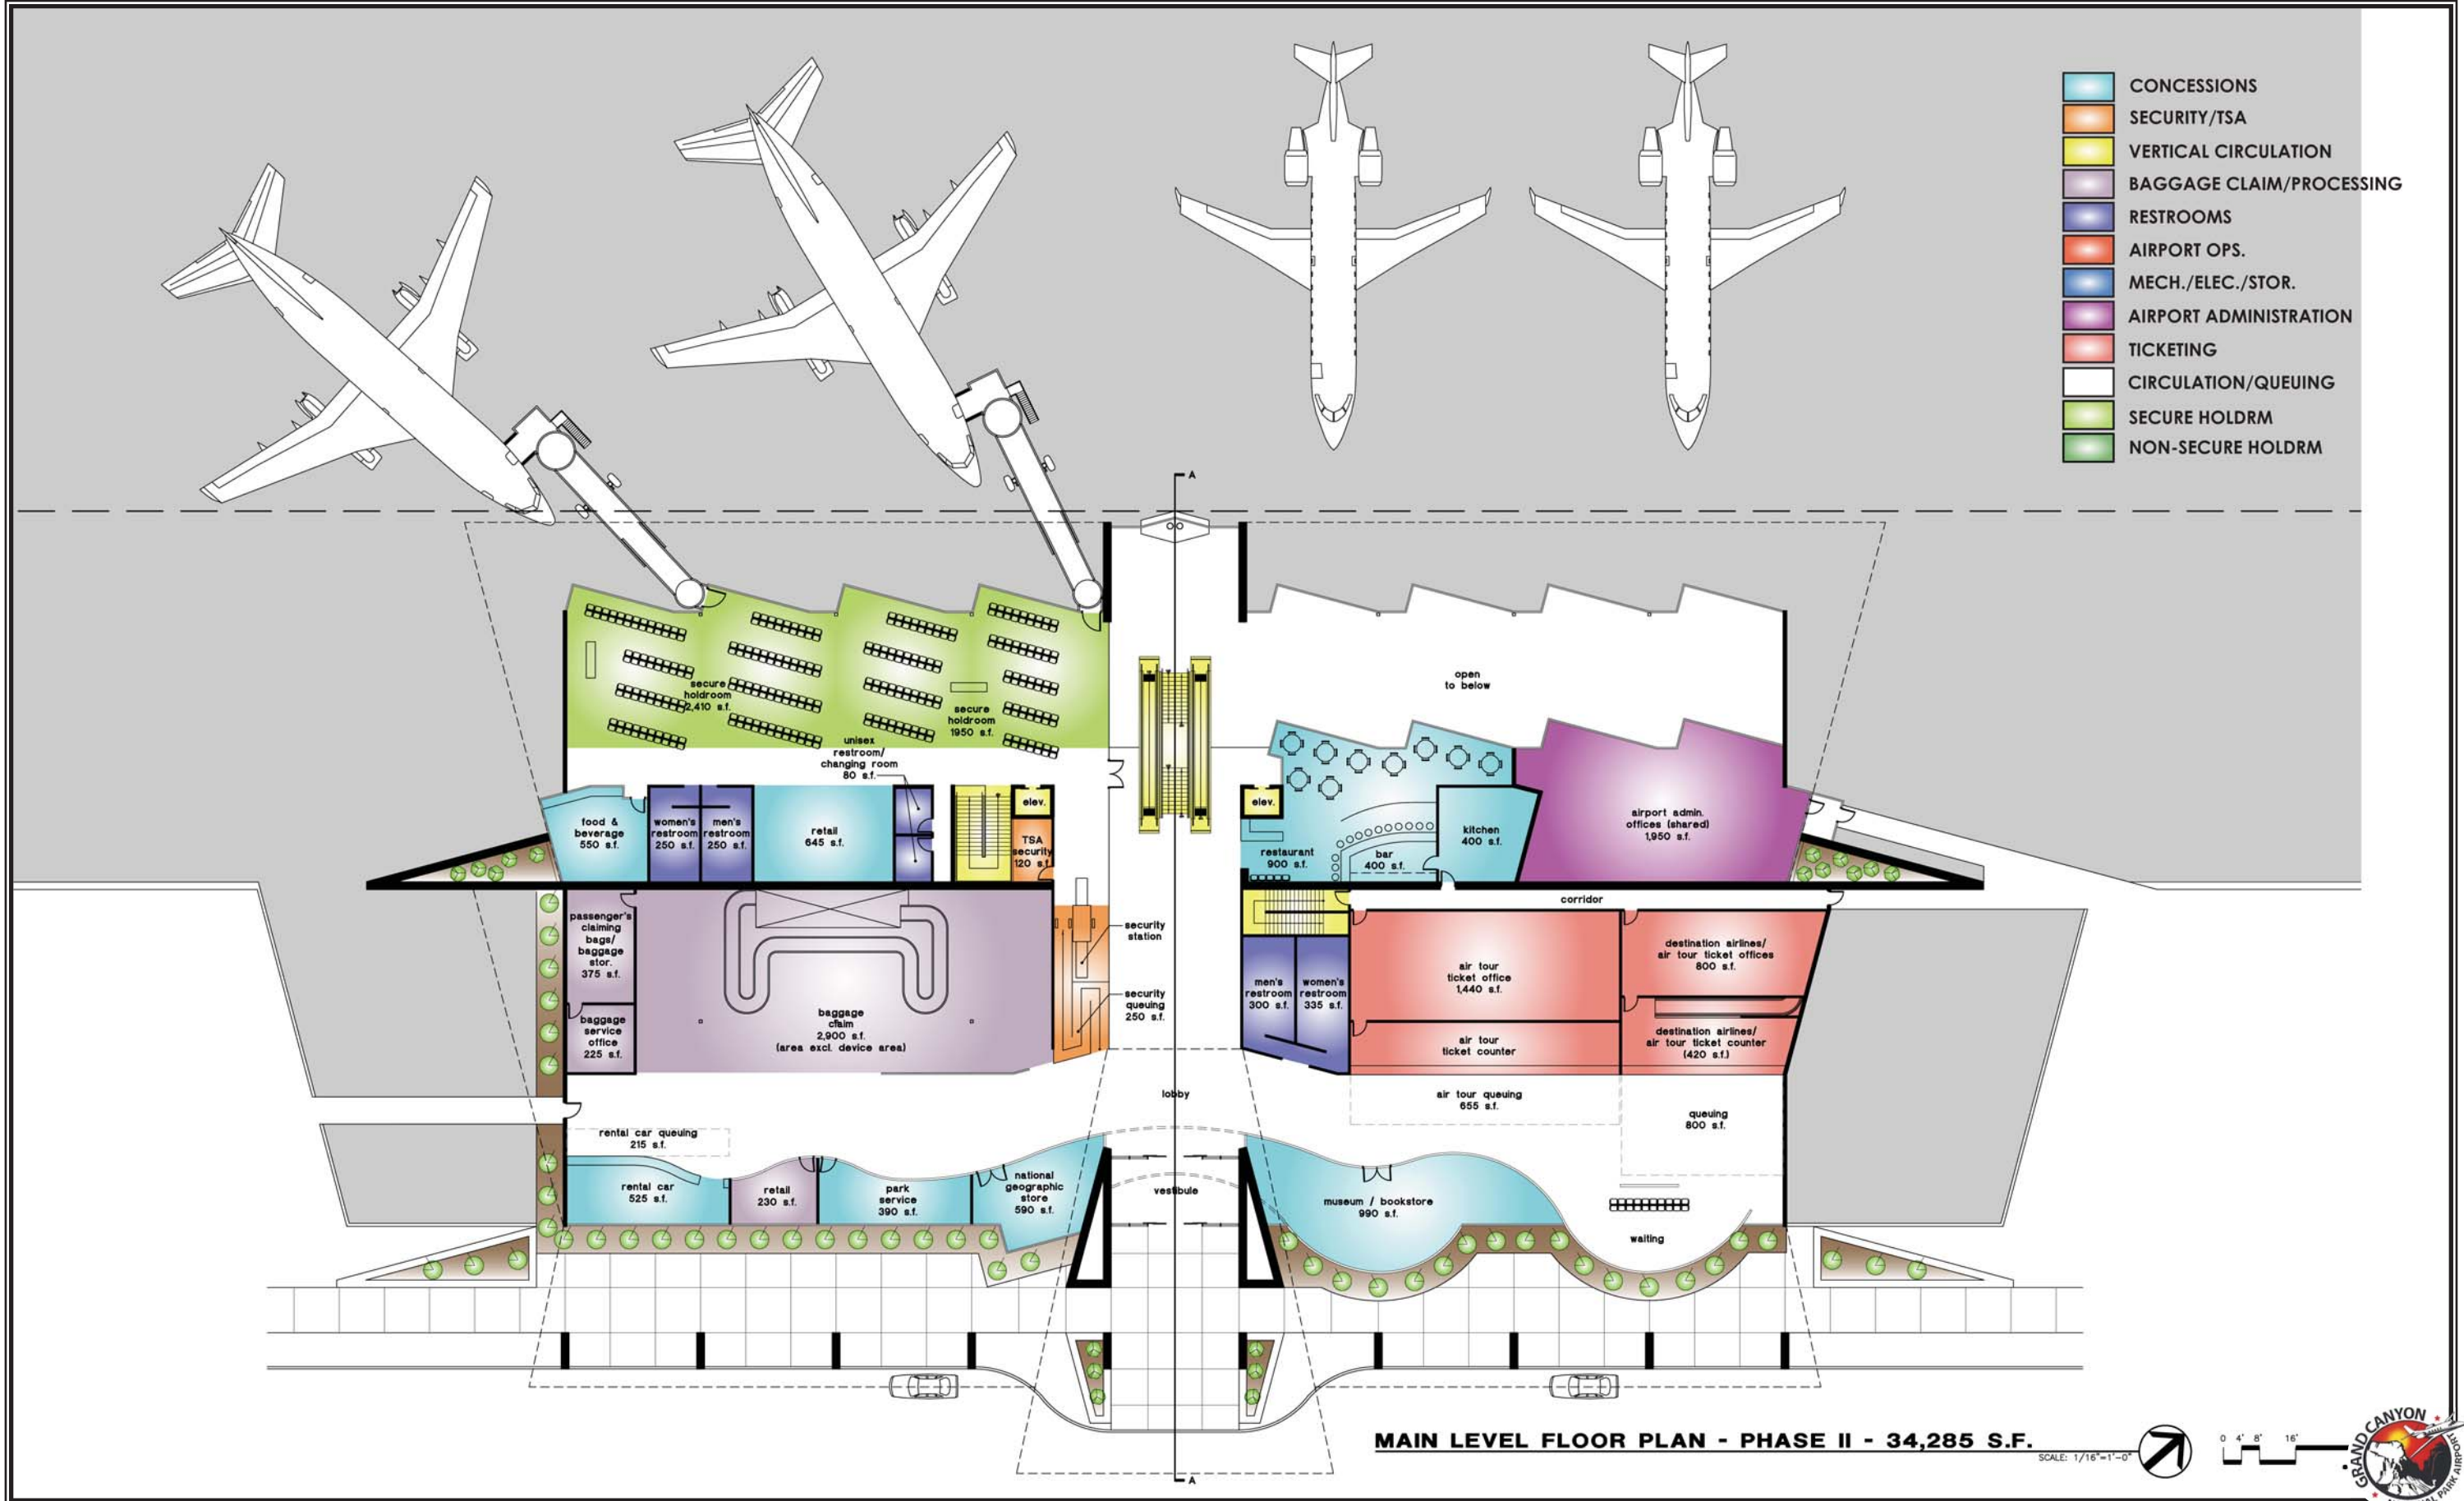 CONCESSIONS
SECURITY/TSA
VERTICAL CIRCULATION
BAGGAGE CLAIM/PROCESSING
RESTROOMS
AIRPORT OPS.
MECH./ELEC./STOR.
AIRPORT ADMINISTRATION
TICKETING
CIRCULATION/QUEUING
SECURE HOLDRM
NON-SECURE HOLDRM
A
open
to below
secure
holdroom
2,410 s.f.
secure
holdroom
1950 s.f.
unisex
restroom/
changing room
80 s.f.
food &
beverage
550 s.f.
women's
restroom
250 s.f.
men's
restroom
250 s.f.
retail
645 s.f.
elev.
TSA
security
120 s.f.
elev.
restaurant
900 s.f.
bar
400 s.f.
kitchen
400 s.f.
airport admin.
offices (shared)
1,950 s.f.
corridor
passenger's
claiming
bags/
baggage
stor.
375 s.f.
baggage
service
office
225 s.f.
baggage
claim
2,900 s.f.
(area excl. device area)
security
station
security
queuing
250 s.f.
men's
restroom
300 s.f.
women's
restroom
335 s.f.
air tour
ticket office
1,440 s.f.
destination airlines/
air tour ticket offices
800 s.f.
air tour
ticket counter
destination airlines/
air tour ticket counter
(420 s.f.)
lobby
air tour queuing
655 s.f.
queuing
800 s.f.
rental car queuing
215 s.f.
rental car
525 s.f.
retail
230 s.f.
park
service
390 s.f.
national
geographic
store
590 s.f.
vestibule
museum / bookstore
990 s.f.
waiting
A
MAIN LEVEL FLOOR PLAN - PHASE II - 34,285 S.F.
SCALE: 1/16"=1'-0"
0 4' 8' 16'
GRAND CANYON
PARK AIRPORT